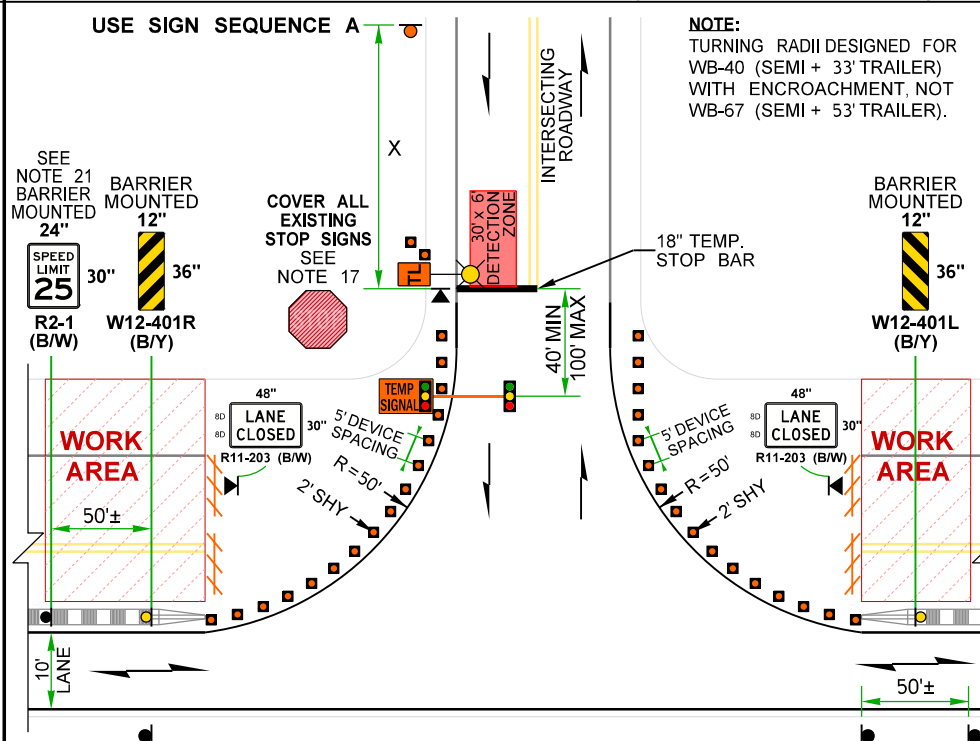 USE SIGN SEQUENCE A
NOTE:
TURNING RADII DESIGNED FOR
WB-40 (SEMI + 33' TRAILER)
WITH ENCROACHMENT, NOT
WB-67 (SEMI + 53' TRAILER).
X
INTERSECTING
ROADWAY
30' x 6'
DETECTION
ZONE
SEE
NOTE 21
BARRIER
MOUNTED
24"
SPEED
LIMIT
25
30"
R2-1
(B/W)
BARRIER
MOUNTED
12"
36"
W12-401R
(B/Y)
COVER ALL
EXISTING
STOP SIGNS
SEE
NOTE 17
STOP
TL
18" TEMP.
STOP BAR
40' MIN
100' MAX
BARRIER
MOUNTED
12"
36"
W12-401L
(B/Y)
TEMP
SIGNAL
WORK
AREA
48"
8D
8D
LANE
CLOSED
30"
R11-203 (B/W)
5' DEVICE
SPACING
R=50'
2' SHY
5' DEVICE
SPACING
R=50'
2' SHY
48"
8D
8D
LANE
CLOSED
30"
R11-203 (B/W)
WORK
AREA
50'±
10'
LANE
50'±